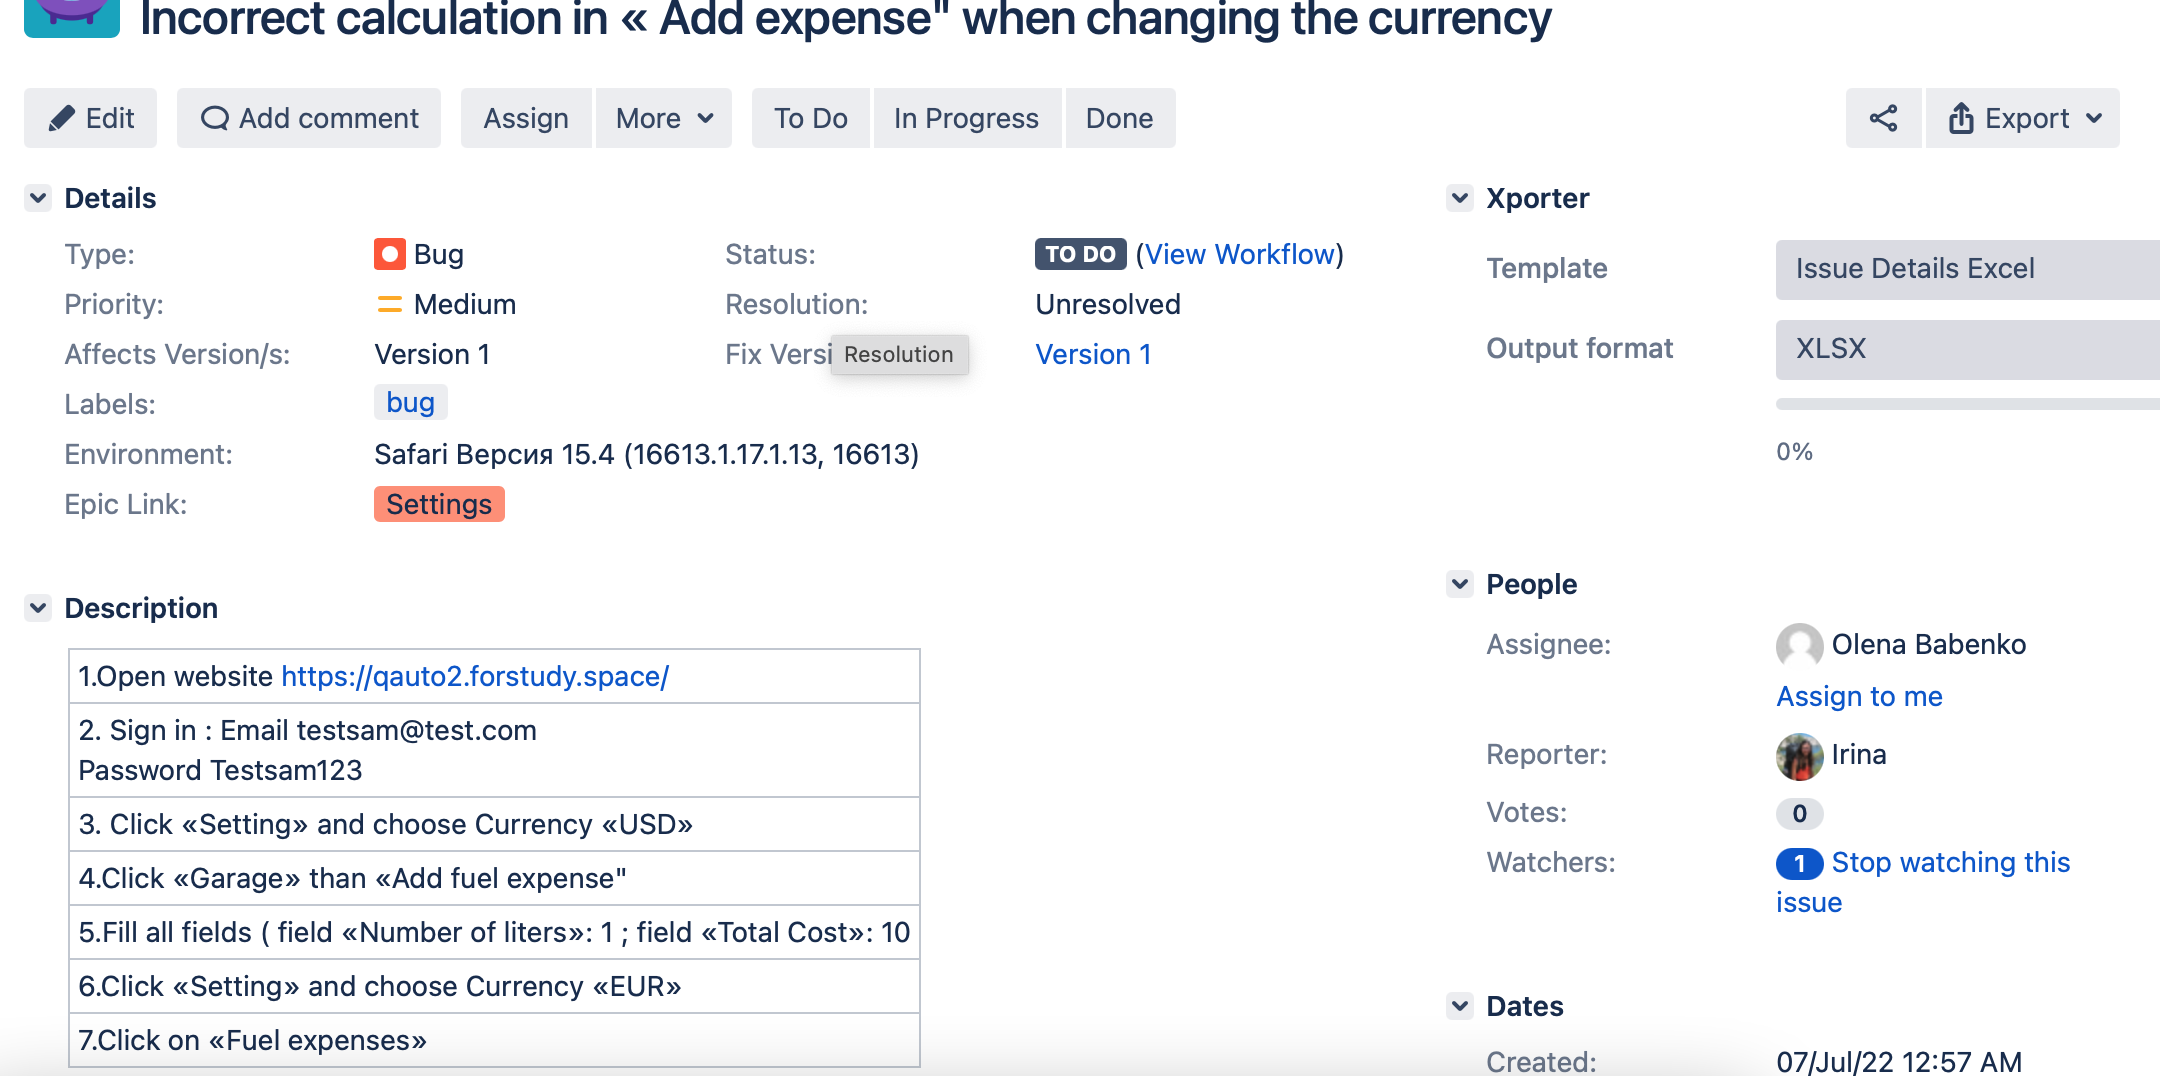 Incorrect calculation in « Add expense" when changing the currency
Edit
Add comment
Assign
More
To Do
In Progress
Done
Export
Details
Type:
Bug
Status:
TO DO (View Workflow)
Priority:
Medium
Resolution:
Unresolved
Affects Version/s:
Version 1
Fix Versi
Resolution
Version 1
Labels:
bug
Environment:
Safari Версия 15.4 (16613.1.17.1.13, 16613)
Epic Link:
Settings
Description
1.Open website https://qauto2.forstudy.space/
2. Sign in : Email testsam@test.com
Password Testsam123
3. Click «Setting» and choose Currency «USD»
4.Click «Garage» than «Add fuel expense"
5.Fill all fields ( field «Number of liters»: 1 ; field «Total Cost»: 10
6.Click «Setting» and choose Currency «EUR»
7.Click on «Fuel expenses»
Xporter
Template
Issue Details Excel
Output format
XLSX
0%
People
Assignee:
Olena Babenko
Assign to me
Reporter:
Irina
Votes:
0
Watchers:
1 Stop watching this
issue
Dates
Created:
07/Jul/22 12:57 AM